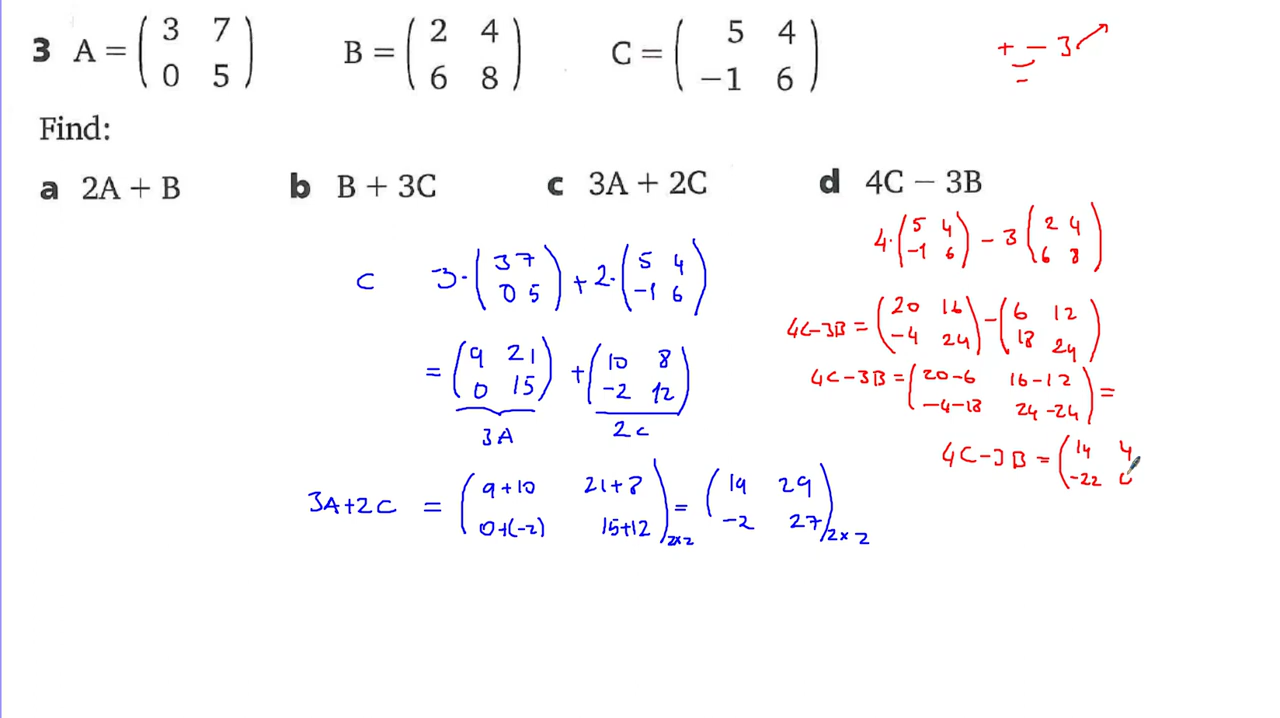 3 A = ( 3 7 0 5 ) B = ( 2 4 6 8 ) C = ( 5 4 −1 6 )
+ − 3
−
Find:
a 2A + B b B + 3C c 3A + 2C d 4C − 3B
4· ( 5 4 −1 6 ) − 3 ( 2 4 6 8 )
C 3· ( 3 7 0 5 ) + 2· ( 5 4 −1 6 )
4C−3B = ( 20 16 −4 24 ) − ( 6 12 18 24 )
= ( 9 21 0 15 ) + ( 10 8 −2 12 )
3A 2C
4C−3B = ( 20−6 16−12 −4−18 24−24 ) =
4C−3B = ( 14 4 −22 0
3A+2C = ( 9+10 21+8 0+(−2) 15+12 ) 2×2 = ( 19 29 −2 27 ) 2×2